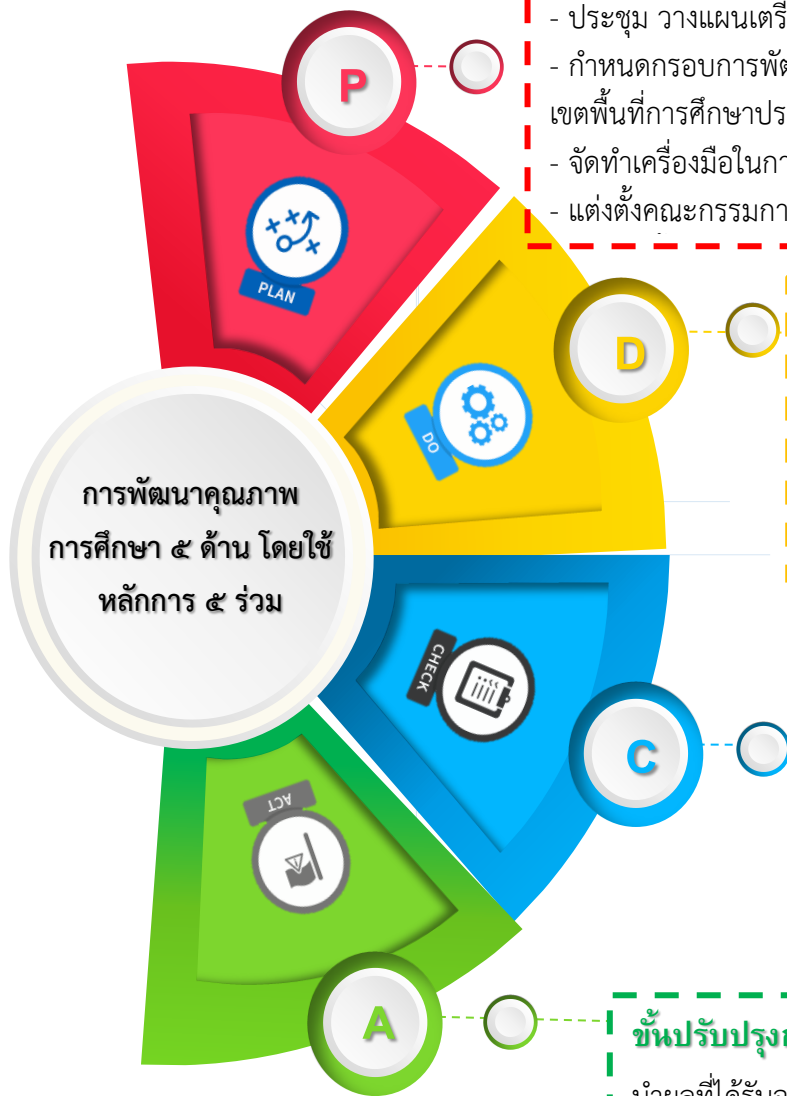 - ประชุม วางแผนเตรี
P
- กำหนดกรอบการพัฒ
เขตพื้นที่การศึกษาประ
- จัดทำเครื่องมือในกา
- แต่งตั้งคณะกรรมกา
PLAN
D
DO
การพัฒนาคุณภาพ
การศึกษา ๕ ด้าน โดยใช้
หลักการ ๕ ร่วม
CHECK
C
ACT
A
ขั้นปรับปรุง